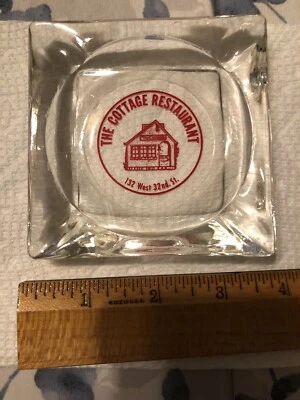 THE COTTAGE RESTAURANT
132 West 32nd. St.
1 2 3 4